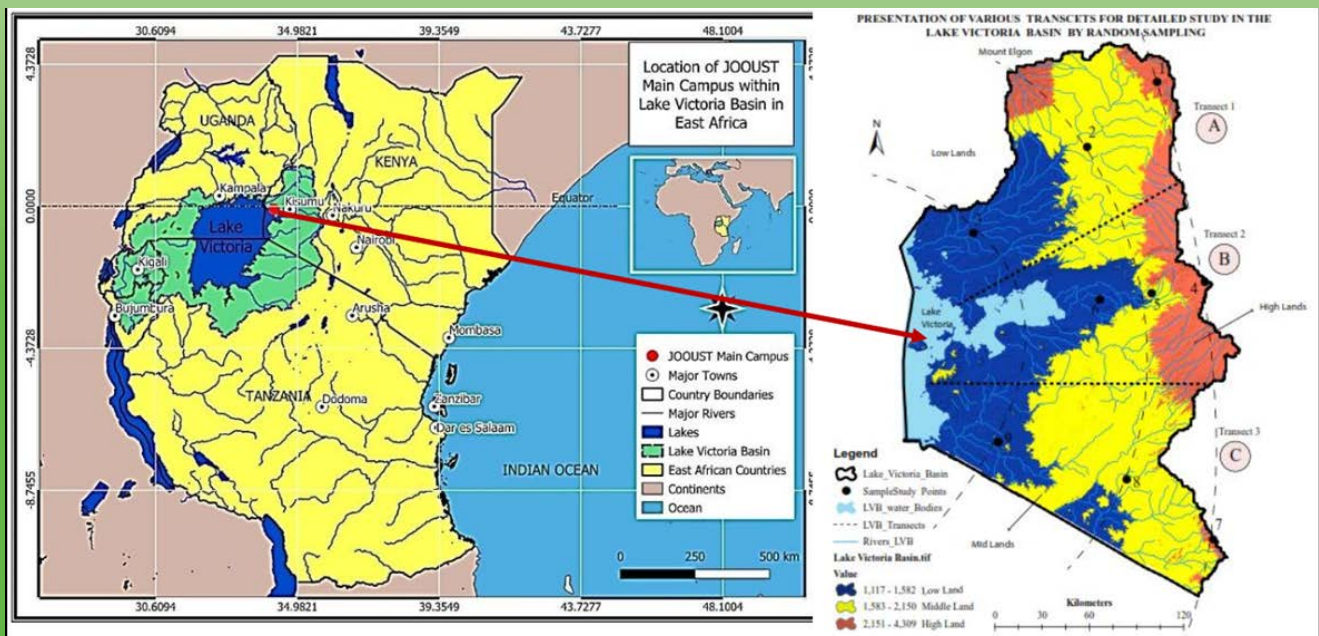 30.6094 34.9821 39.3549 43.7277 48.1004
4.3728
0.0000
-4.3728
-8.7455
4.3728
0.0000
-4.3728
-8.7455
Location of JOOUST
Main Campus within
Lake Victoria Basin in
East Africa
UGANDA
KENYA
Kampala
Kisumu
Nakuru
Equator
Lake
Victoria
Nairobi
Kigali
Bujumbura
Arusha
Mombasa
TANZANIA
Dodoma
Zanzibar
Dar es Salaam
INDIAN OCEAN
JOOUST Main Campus
Major Towns
Country Boundaries
Major Rivers
Lakes
Lake Victoria Basin
East African Countries
Continents
Ocean
0 250 500 km
30.6094 34.9821 39.3549 43.7277 48.1004
PRESENTATION OF VARIOUS TRANSCETS FOR DETAILED STUDY IN THE
LAKE VICTORIA BASIN BY RANDOM SAMPLING
Mount Elgon
Transect 1
A
N
2
Low Lands
Transect 2
B
4
High Lands
Lake
Victoria
Transect 3
C
8
7
Mid Lands
Legend
Lake_Victoria_Basin
SampleStudy Points
LVB_water_Bodies
LVB_Transects
Rivers_LVB
Lake Victoria Basin.tif
Value
1,117 - 1,582 Low Land
1,583 - 2,150 Middle Land
2,151 - 4,309 High Land
Kilometers
0 30 60 120